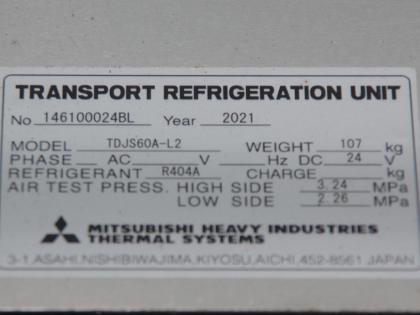 TRANSPORT REFRIGERATION UNIT
No 146100024BL Year 2021
MODEL TDJS60A-L2 WEIGHT 107 kg
PHASE AC V Hz DC 24 V
REFRIGERANT R404A CHARGE kg
AIR TEST PRESS. HIGH SIDE 3.24 MPa
LOW SIDE 2.26 MPa
MITSUBISHI HEAVY INDUSTRIES
THERMAL SYSTEMS
3-1, ASAHI, NISHIBIWAJIMA, KIYOSU, AICHI, 452-8561 JAPAN